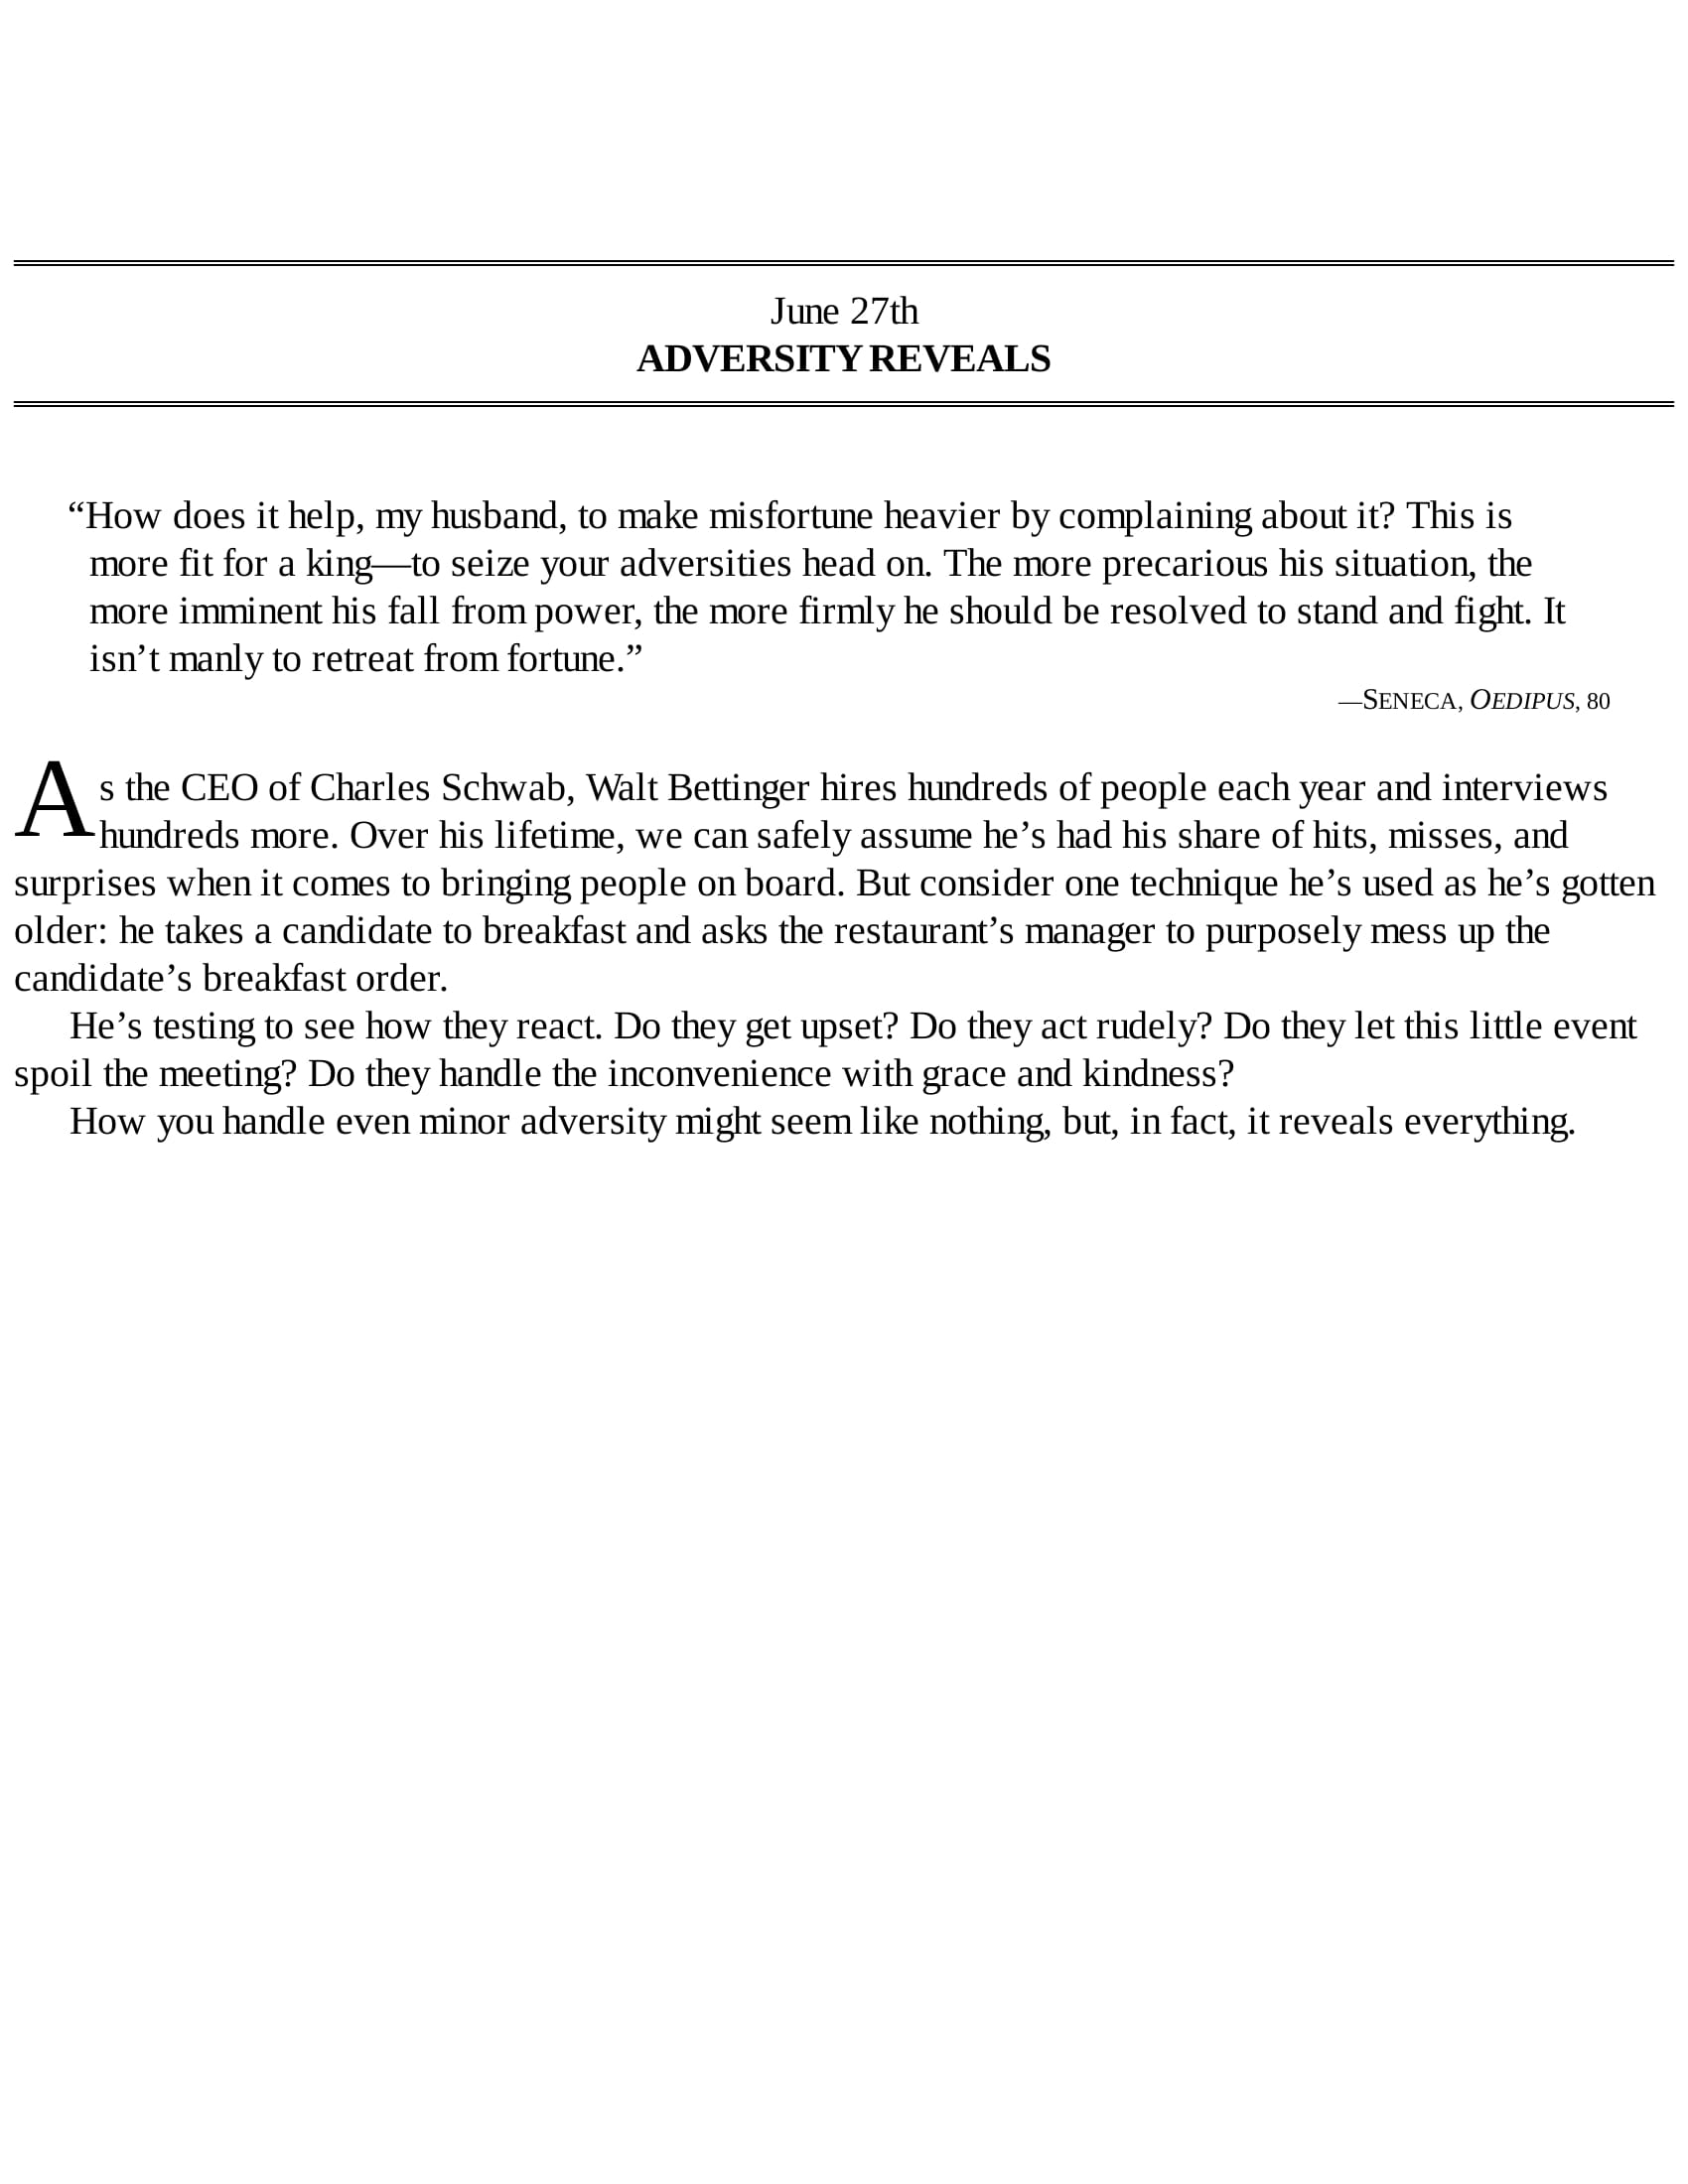 June 27th
ADVERSITY REVEALS
“How does it help, my husband, to make misfortune heavier by complaining about it? This is
more fit for a king—to seize your adversities head on. The more precarious his situation, the
more imminent his fall from power, the more firmly he should be resolved to stand and fight. It
isn’t manly to retreat from fortune.”
—SENECA, OEDIPUS, 80
As the CEO of Charles Schwab, Walt Bettinger hires hundreds of people each year and interviews
hundreds more. Over his lifetime, we can safely assume he’s had his share of hits, misses, and
surprises when it comes to bringing people on board. But consider one technique he’s used as he’s gotten
older: he takes a candidate to breakfast and asks the restaurant’s manager to purposely mess up the
candidate’s breakfast order.
He’s testing to see how they react. Do they get upset? Do they act rudely? Do they let this little event
spoil the meeting? Do they handle the inconvenience with grace and kindness?
How you handle even minor adversity might seem like nothing, but, in fact, it reveals everything.